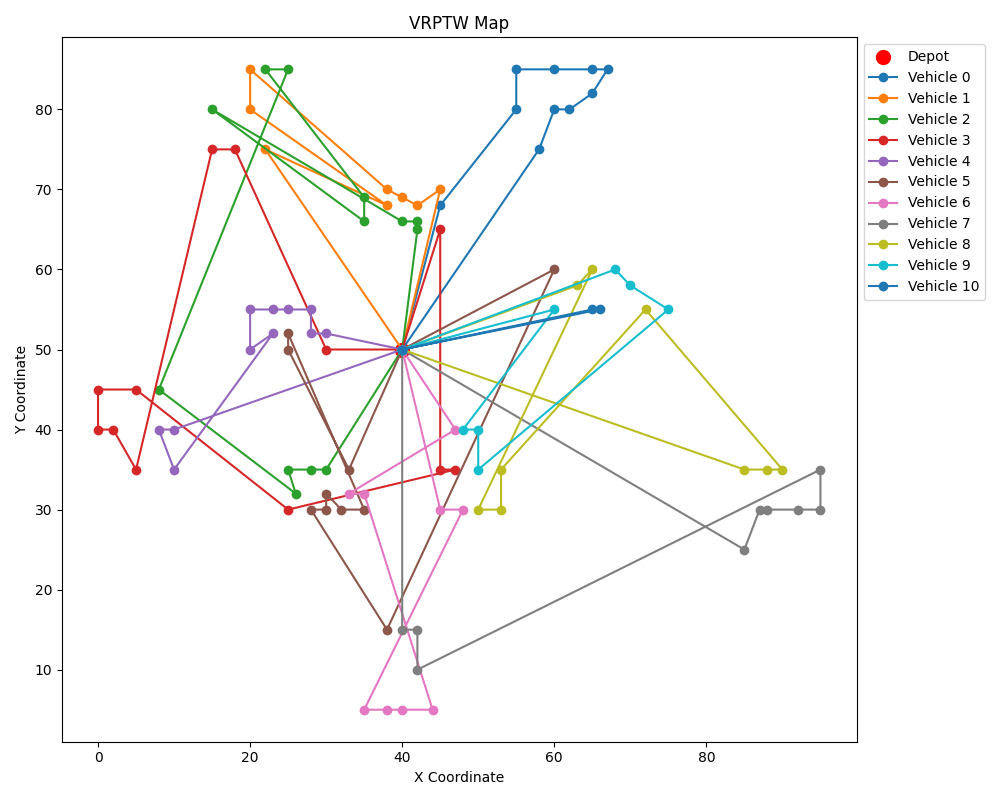 VRPTW Map
Y Coordinate
80
70
60
50
40
30
20
10
0
20
40
60
80
X Coordinate
Depot
Vehicle 0
Vehicle 1
Vehicle 2
Vehicle 3
Vehicle 4
Vehicle 5
Vehicle 6
Vehicle 7
Vehicle 8
Vehicle 9
Vehicle 10